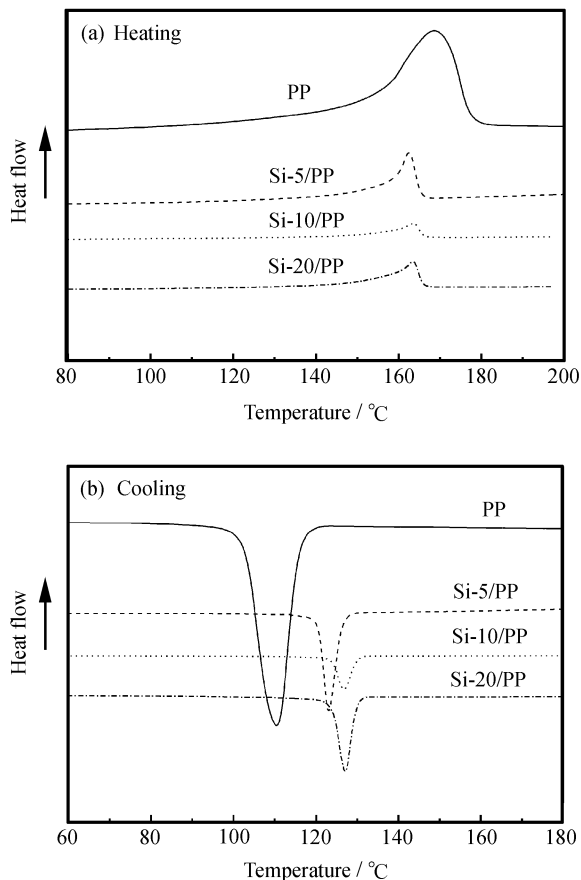 (a) Heating
PP
Si-5/PP
Si-10/PP
Si-20/PP
Heat flow
80 100 120 140 160 180 200
Temperature / ℃
(b) Cooling
PP
Si-5/PP
Si-10/PP
Si-20/PP
Heat flow
60 80 100 120 140 160 180
Temperature / ℃